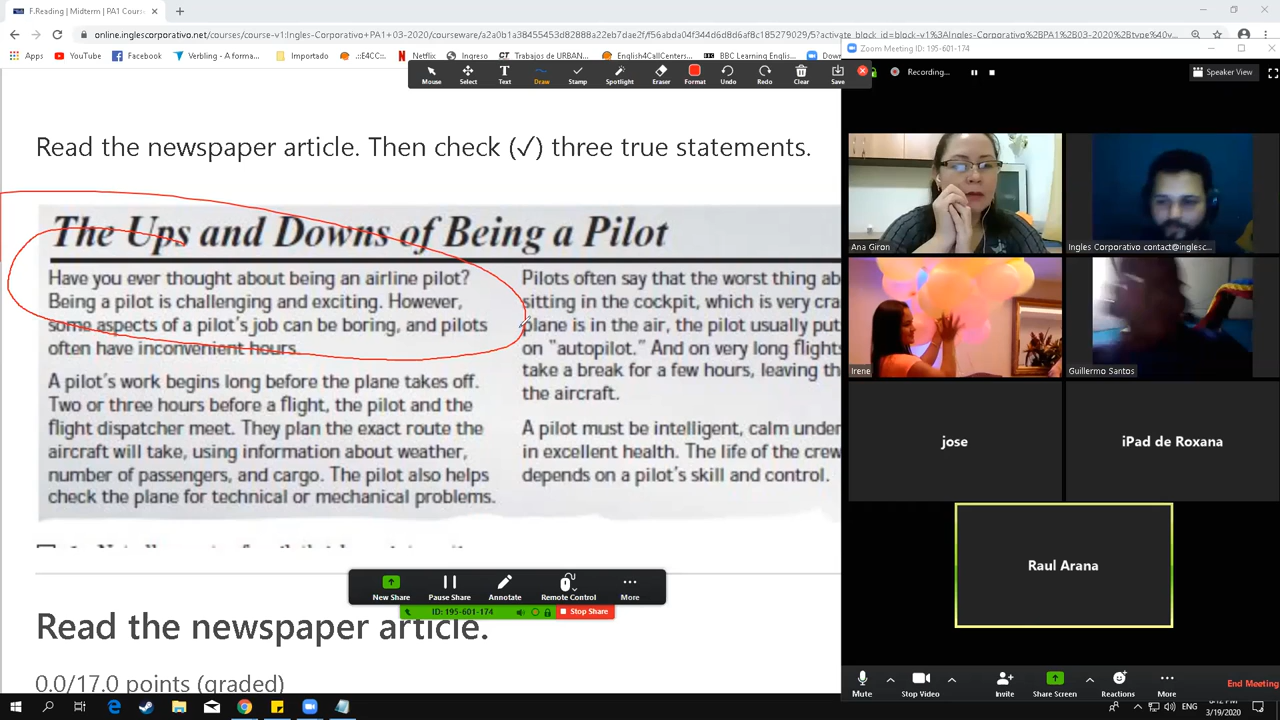 F.Reading | Midterm | PA1 Cours
online.inglescorporativo.net/courses/course-v1:Ingles-Corporativo+PA1+03-2020/courseware/a2a0b1a38455453d82888a22eb7dae2f/f56abda04f344d6d8d6af8c185279029/5?activate_block_id=block-v1%3AIngles-Corporativo%2BPA1%2B03-2020%2Btype%40v
Apps YouTube Facebook Verbling - A forma... Importado .:E4CC:. Netflix Ingreso Trabajos de URBAN... English4CallCenters... BBC Learning Englis... Down
Zoom Meeting ID: 195-601-174
Mouse Select Text Draw Stamp Spotlight Eraser Format Undo Redo Clear Save
Recording...
Speaker View
Read the newspaper article. Then check (✓) three true statements.
The Ups and Downs of Being a Pilot
Have you ever thought about being an airline pilot?
Being a pilot is challenging and exciting. However,
some aspects of a pilot's job can be boring, and pilots
often have inconvenient hours.
A pilot's work begins long before the plane takes off.
Two or three hours before a flight, the pilot and the
flight dispatcher meet. They plan the exact route the
aircraft will take, using information about weather,
number of passengers, and cargo. The pilot also helps
check the plane for technical or mechanical problems.
Pilots often say that the worst thing ab
sitting in the cockpit, which is very cra
plane is in the air, the pilot usually put
on "autopilot." And on very long flights
take a break for a few hours, leaving th
the aircraft.
A pilot must be intelligent, calm under
in excellent health. The life of the crew
depends on a pilot's skill and control.
New Share Pause Share Annotate Remote Control More
ID: 195-601-174 Stop Share
Read the newspaper article.
0.0/17.0 points (graded)
Ana Giron
Ingles Corporativo contact@inglesc...
Irene
Guillermo Santos
jose
iPad de Roxana
Raul Arana
Mute Stop Video Invite Share Screen Reactions More End Meeting
ENG
3/19/2020